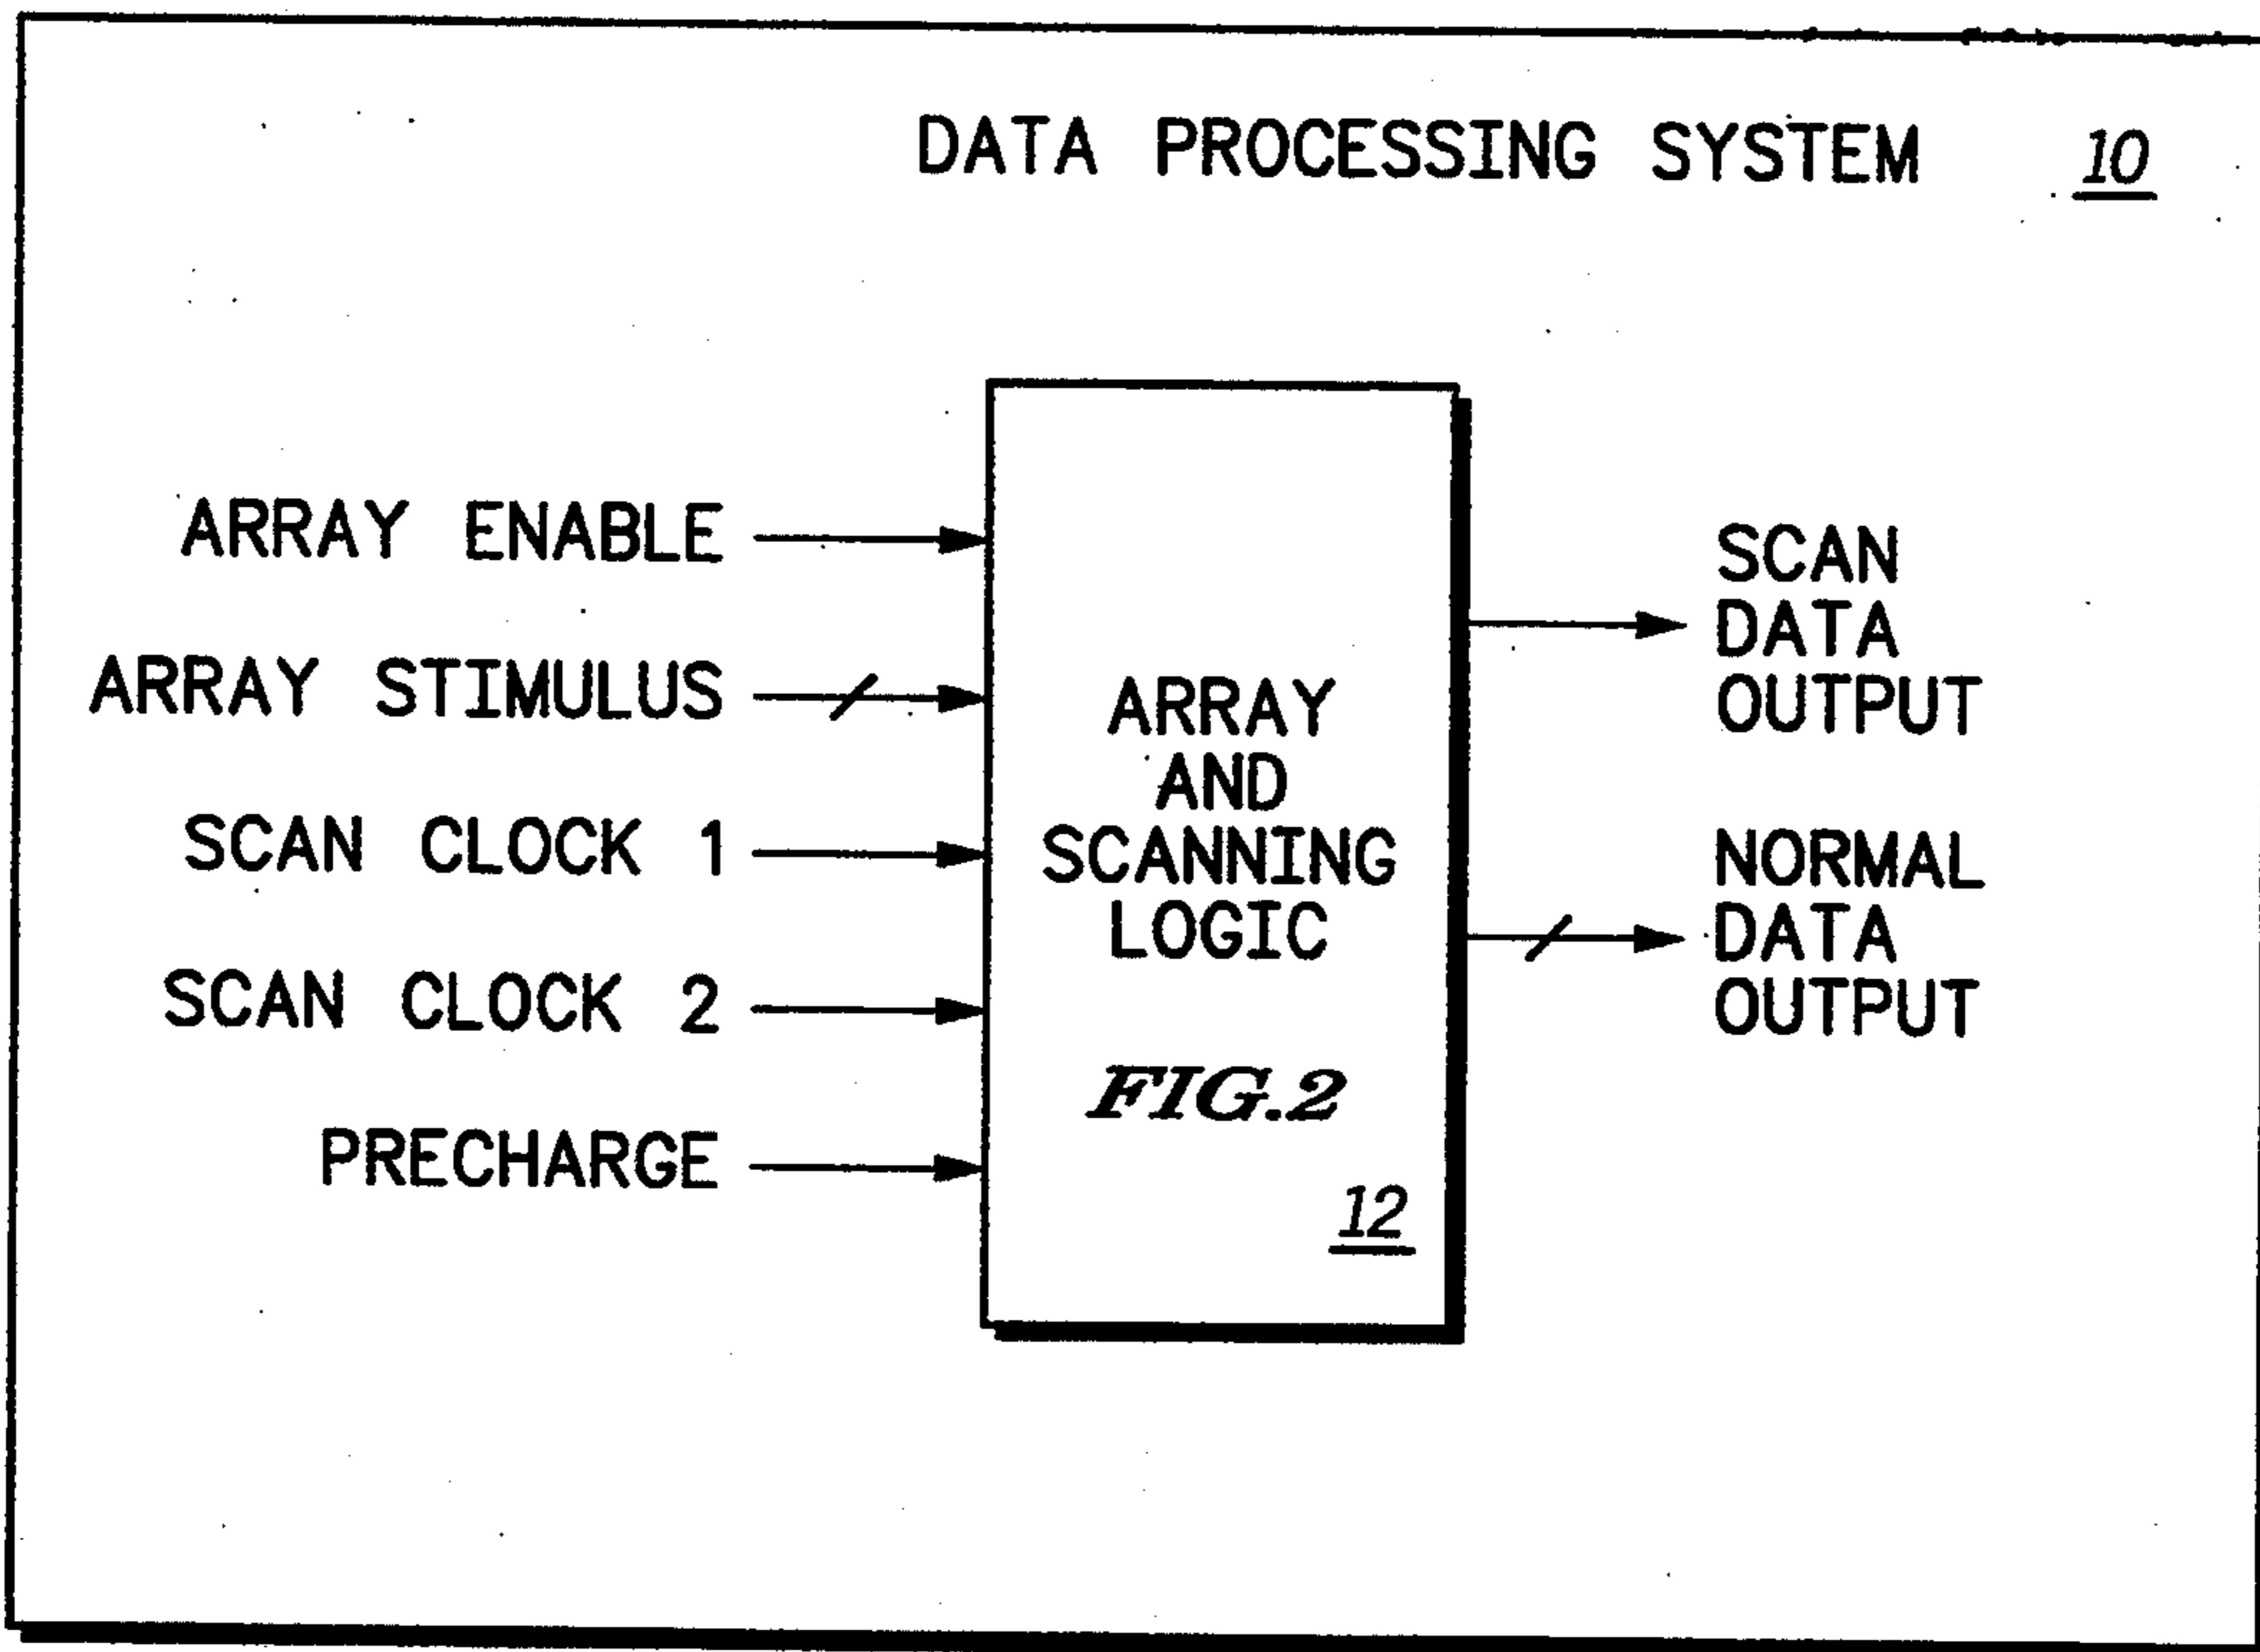 DATA PROCESSING SYSTEM 10
ARRAY ENABLE
ARRAY STIMULUS
SCAN CLOCK 1
SCAN CLOCK 2
PRECHARGE
ARRAY
AND
SCANNING
LOGIC
FIG.2
12
SCAN
DATA
OUTPUT
NORMAL
DATA
OUTPUT